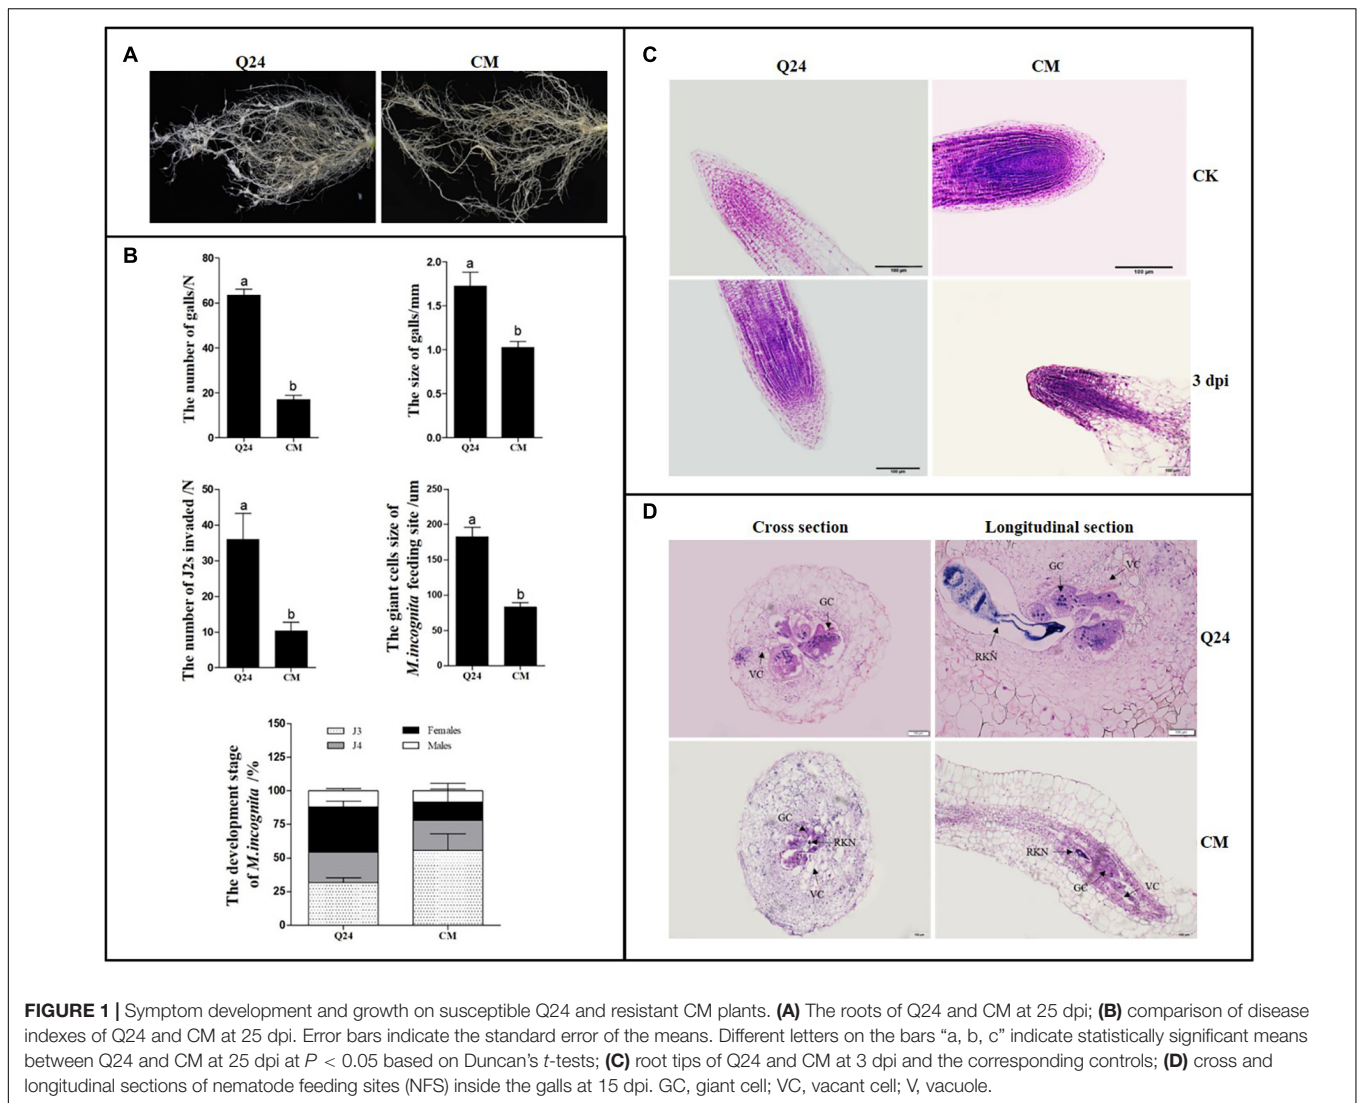 A
Q24
CM
B
The number of galls/N
80
60
40
20
0
a
b
Q24
CM
The size of galls/mm
2.0
1.5
1.0
0.5
0.0
a
b
Q24
CM
The number of J2s invaded /N
50
40
30
20
10
0
a
b
Q24
CM
The giant cells size of
M.incognita feeding site /um
250
200
150
100
50
0
a
b
Q24
CM
The development stage
of M.incognita /%
150
125
100
75
50
25
0
J3
J4
Females
Males
Q24
CM
C
Q24
CM
CK
3 dpi
100 μm
100 μm
100 μm
D
Cross section
Longitudinal section
GC
VC
GC
VC
RKN
Q24
GC
RKN
VC
RKN
GC
VC
CM
FIGURE 1 | Symptom development and growth on susceptible Q24 and resistant CM plants. (A) The roots of Q24 and CM at 25 dpi; (B) comparison of disease
indexes of Q24 and CM at 25 dpi. Error bars indicate the standard error of the means. Different letters on the bars “a, b, c” indicate statistically significant means
between Q24 and CM at 25 dpi at P < 0.05 based on Duncan’s t-tests; (C) root tips of Q24 and CM at 3 dpi and the corresponding controls; (D) cross and
longitudinal sections of nematode feeding sites (NFS) inside the galls at 15 dpi. GC, giant cell; VC, vacant cell; V, vacuole.